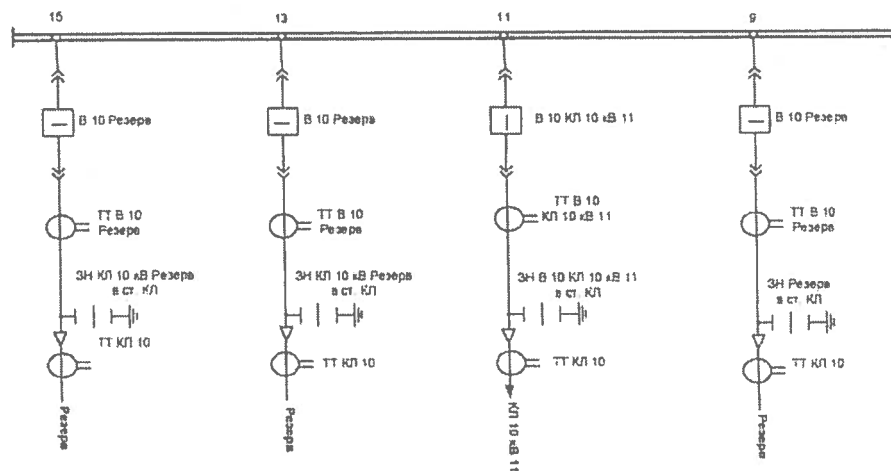 15
13
11
9
В 10 Резерв
В 10 Резерв
В 10 КЛ 10 кВ 11
В 10 Резерв
ТТ В 10
Резерв
ТТ В 10
Резерв
ТТ В 10
КЛ 10 кВ 11
ТТ В 10
Резерв
ЗН КЛ 10 кВ Резерв
в ст. КЛ
ЗН КЛ 10 кВ Резерв
в ст. КЛ
ЗН В 10 КЛ 10 кВ 11
в ст. КЛ
ЗН Резерв
в ст. КЛ
ТТ КЛ 10
ТТ КЛ 10
ТТ КЛ 10
ТТ КЛ 10
Резерв
Резерв
КЛ 10 кВ 11
Резерв